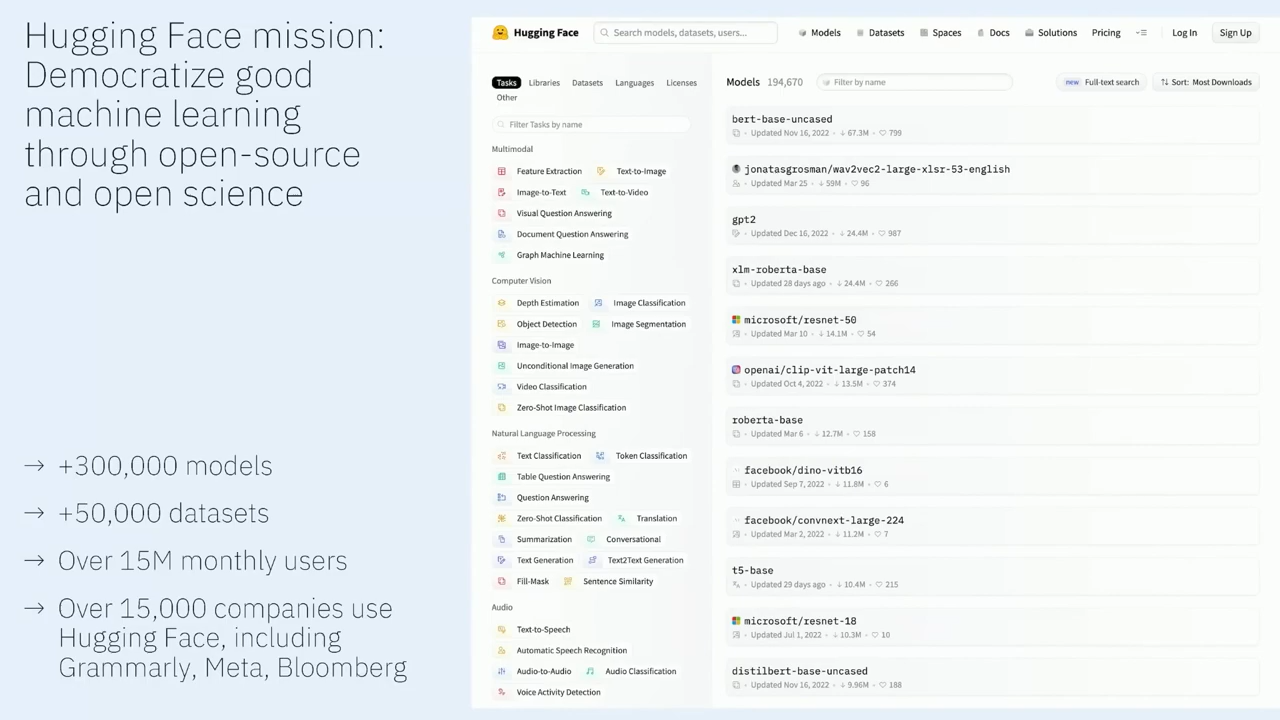 Hugging Face mission:
Democratize good
machine learning
through open-source
and open science
→ +300,000 models
→ +50,000 datasets
→ Over 15M monthly users
→ Over 15,000 companies use
Hugging Face, including
Grammarly, Meta, Bloomberg
Hugging Face Search models, datasets, users... Models Datasets Spaces Docs Solutions Pricing Log In Sign Up
Tasks Libraries Datasets Languages Licenses
Other
Filter Tasks by name
Multimodal
Feature Extraction Text-to-Image
Image-to-Text Text-to-Video
Visual Question Answering
Document Question Answering
Graph Machine Learning
Computer Vision
Depth Estimation Image Classification
Object Detection Image Segmentation
Image-to-Image
Unconditional Image Generation
Video Classification
Zero-Shot Image Classification
Natural Language Processing
Text Classification Token Classification
Table Question Answering
Question Answering
Zero-Shot Classification Translation
Summarization Conversational
Text Generation Text2Text Generation
Fill-Mask Sentence Similarity
Audio
Text-to-Speech
Automatic Speech Recognition
Audio-to-Audio Audio Classification
Voice Activity Detection
Models 194,670 Filter by name new Full-text search Sort: Most Downloads
bert-base-uncased
• Updated Nov 16, 2022 • ↓ 67.3M • ♡ 799
jonatasgrosman/wav2vec2-large-xlsr-53-english
• Updated Mar 25 • ↓ 59M • ♡ 96
gpt2
• Updated Dec 16, 2022 • ↓ 24.4M • ♡ 987
xlm-roberta-base
• Updated 28 days ago • ↓ 24.4M • ♡ 266
microsoft/resnet-50
• Updated Mar 10 • ↓ 14.1M • ♡ 54
openai/clip-vit-large-patch14
• Updated Oct 4, 2022 • ↓ 13.5M • ♡ 374
roberta-base
• Updated Mar 6 • ↓ 12.7M • ♡ 158
facebook/dino-vitb16
• Updated Sep 7, 2022 • ↓ 11.8M • ♡ 6
facebook/convnext-large-224
• Updated Mar 2, 2022 • ↓ 11.2M • ♡ 7
t5-base
• Updated 29 days ago • ↓ 10.4M • ♡ 215
microsoft/resnet-18
• Updated Jul 1, 2022 • ↓ 10.3M • ♡ 10
distilbert-base-uncased
• Updated Nov 16, 2022 • ↓ 9.96M • ♡ 188